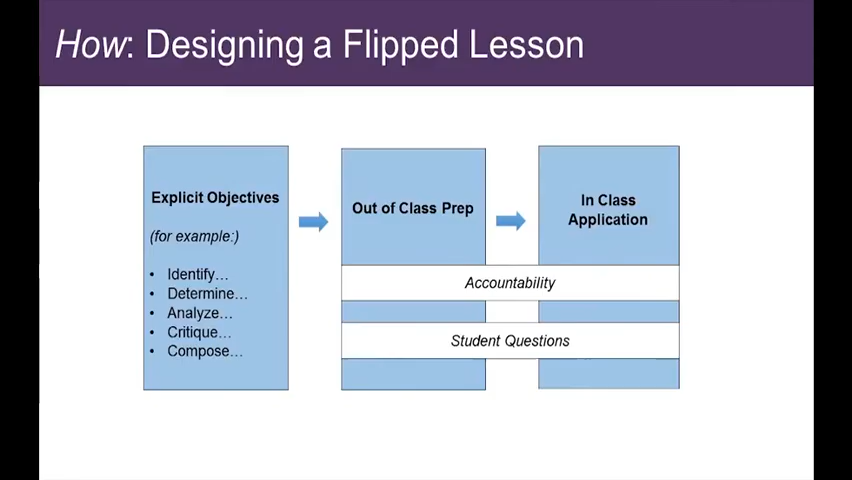 How: Designing a Flipped Lesson
Explicit Objectives
(for example:)
• Identify…
• Determine…
• Analyze…
• Critique…
• Compose…
Out of Class Prep
In Class
Application
Accountability
Student Questions